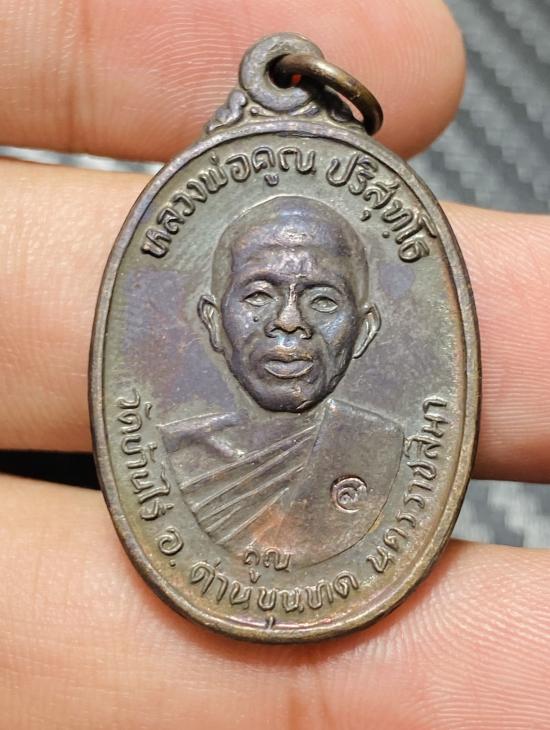 หลวงพ่อคูณ ปริสุทฺโธ
คูณ
วัดบ้านไร่ อ. ด่านขุนทด นครราชสีมา